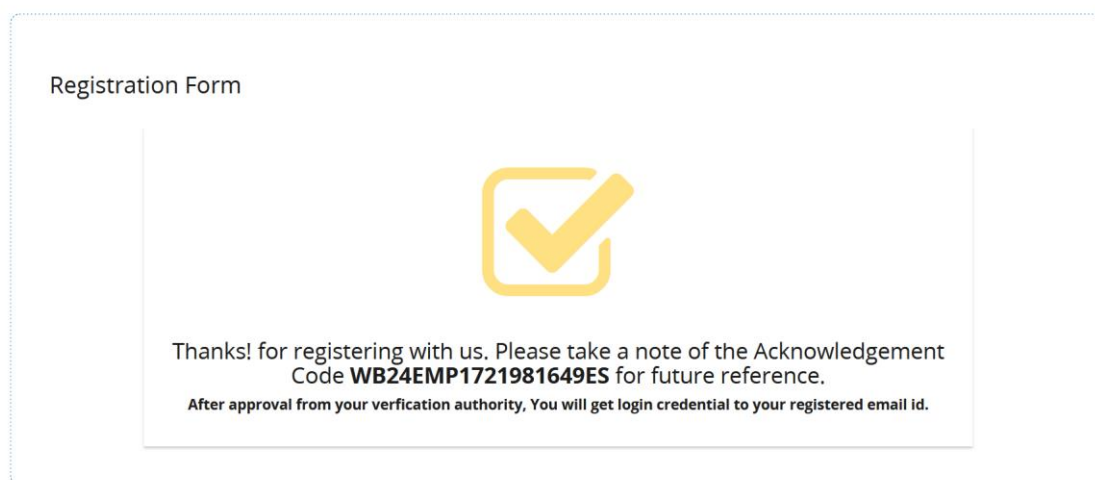 Registration Form
Thanks! for registering with us. Please take a note of the Acknowledgement
Code WB24EMP1721981649ES for future reference.
After approval from your verfication authority, You will get login credential to your registered email id.